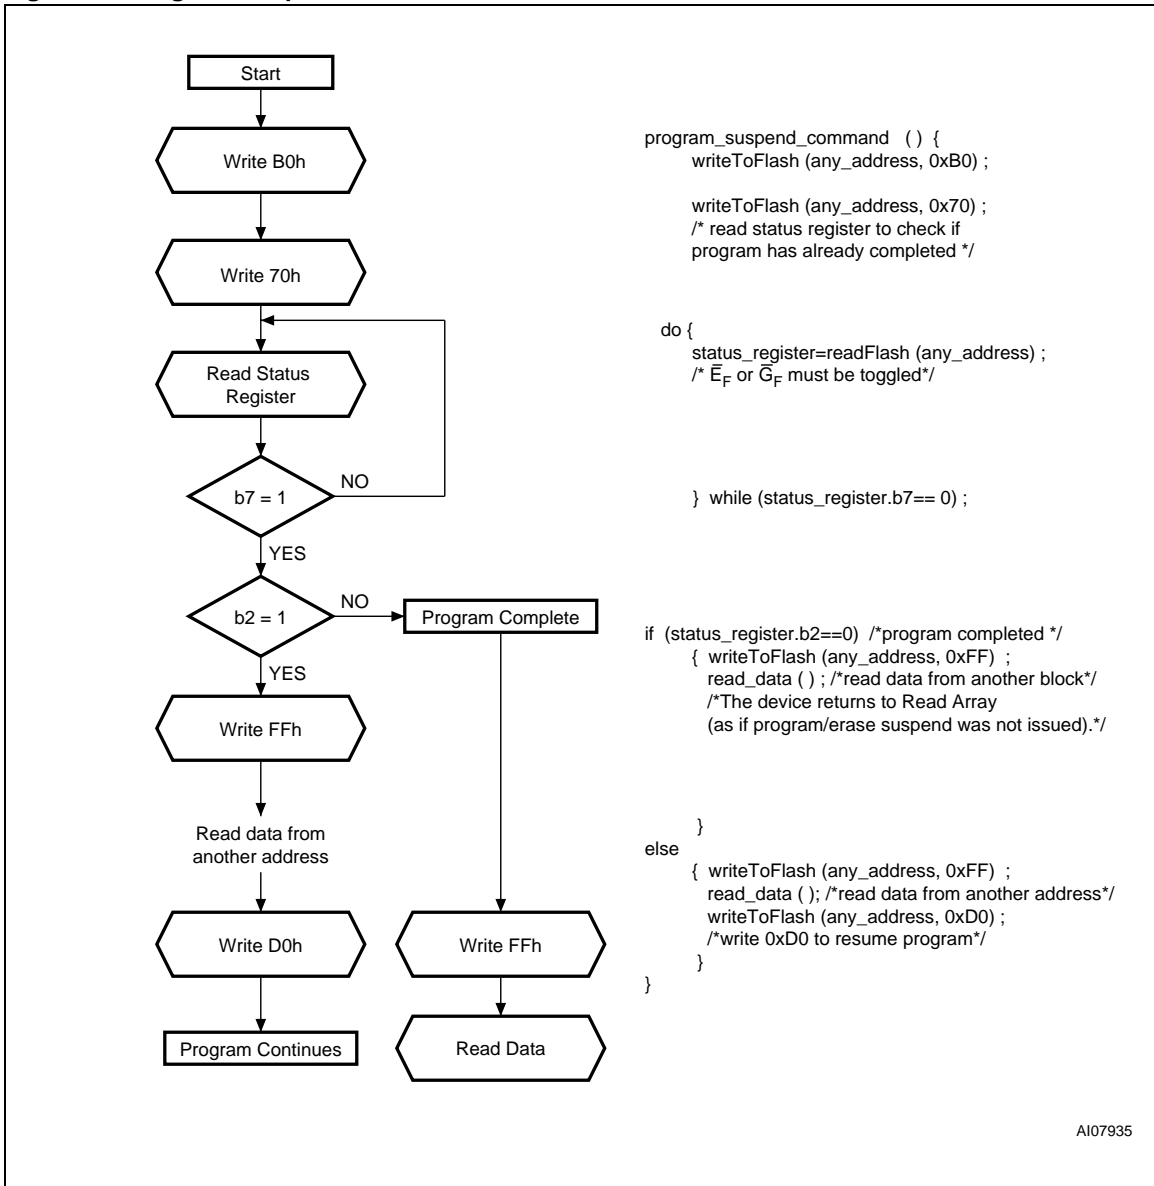 Start
Write B0h
Write 70h
Read Status
Register
b7 = 1
NO
YES
b2 = 1
NO
Program Complete
YES
Write FFh
Read data from
another address
Write D0h
Write FFh
Program Continues
Read Data
program_suspend_command ( ) {
writeToFlash (any_address, 0xB0) ;
writeToFlash (any_address, 0x70) ;
/* read status register to check if
program has already completed */
do {
status_register=readFlash (any_address) ;
/* E̅F or G̅F must be toggled*/
} while (status_register.b7== 0) ;
if (status_register.b2==0) /*program completed */
{ writeToFlash (any_address, 0xFF) ;
read_data ( ) ; /*read data from another block*/
/*The device returns to Read Array
(as if program/erase suspend was not issued).*/
}
else
{ writeToFlash (any_address, 0xFF) ;
read_data ( ); /*read data from another address*/
writeToFlash (any_address, 0xD0) ;
/*write 0xD0 to resume program*/
}
}
AI07935